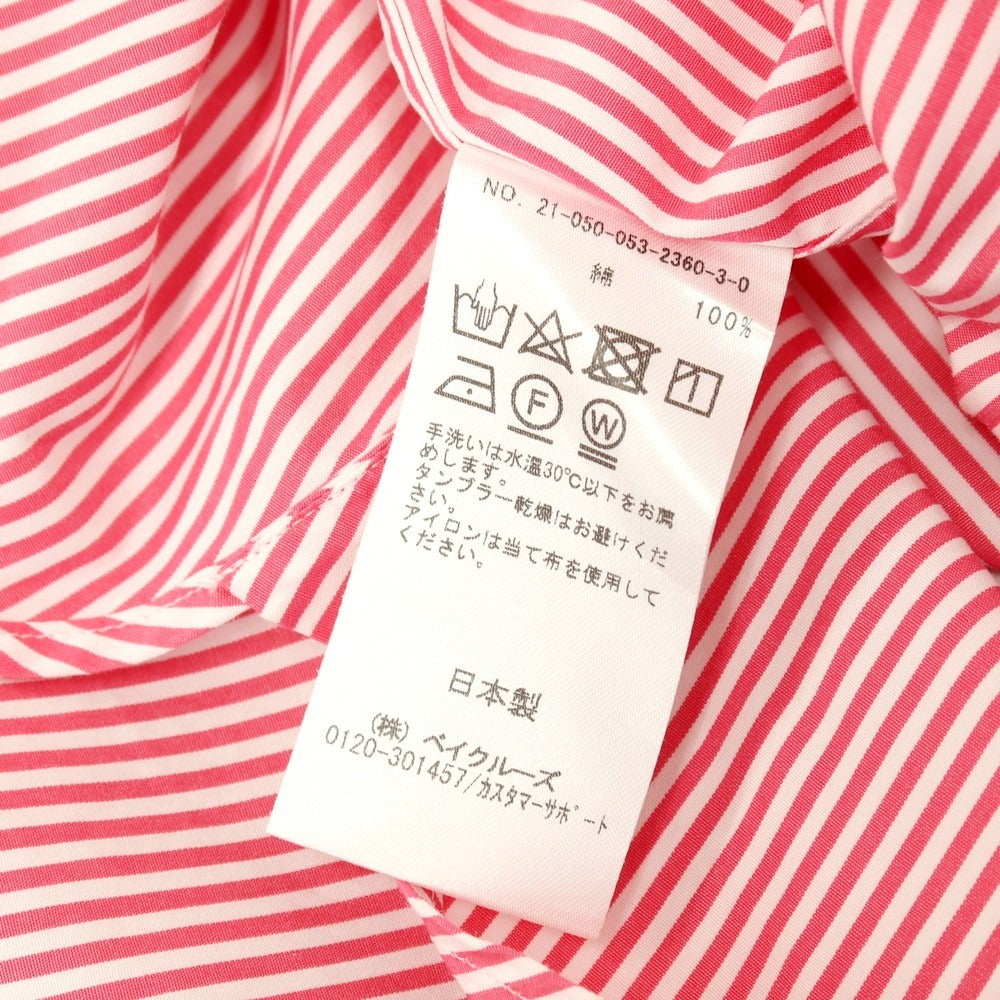 NO. 21-050-053-2360-3-0
綿 100%
F W
手洗いは水温30℃以下をお薦
めします。
タンブラー乾燥はお避けくだ
さい。
アイロンは当て布を使用して
ください。
日本製
(株) ベイクルーズ
0120-301457/カスタマーサポート